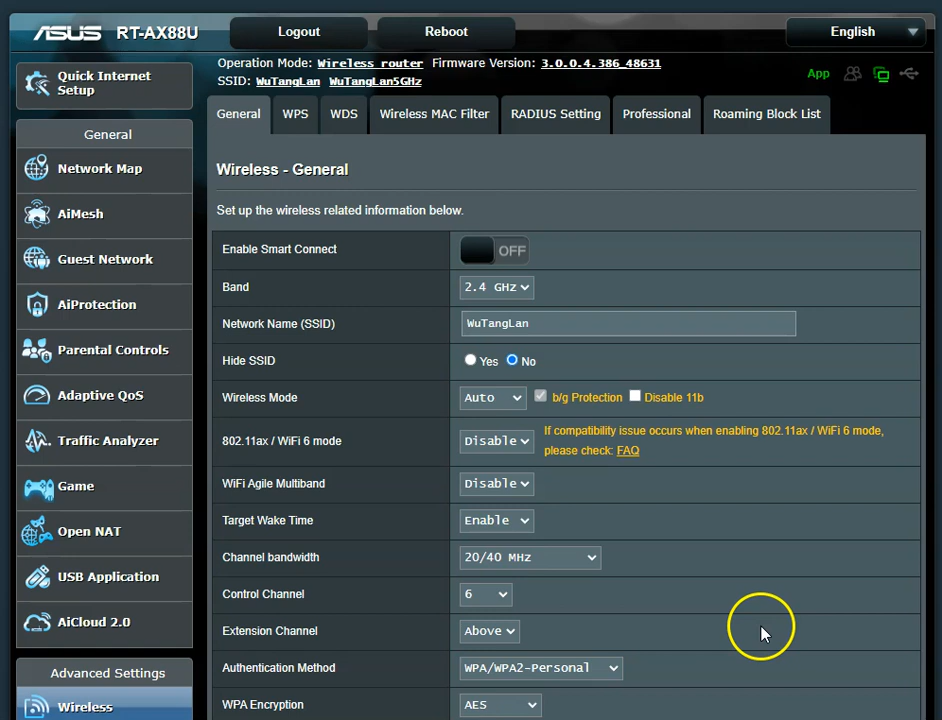 ASUS RT-AX88U Logout Reboot English
Operation Mode: Wireless router Firmware Version: 3.0.0.4.386_48631
SSID: WuTangLan WuTangLan5GHz
App
Quick Internet
Setup
General
Network Map
AiMesh
Guest Network
AiProtection
Parental Controls
Adaptive QoS
Traffic Analyzer
Game
Open NAT
USB Application
AiCloud 2.0
Advanced Settings
Wireless
General WPS WDS Wireless MAC Filter RADIUS Setting Professional Roaming Block List
Wireless - General
Set up the wireless related information below.
Enable Smart Connect OFF
Band 2.4 GHz
Network Name (SSID) WuTangLan
Hide SSID Yes No
Wireless Mode Auto b/g Protection Disable 11b
802.11ax / WiFi 6 mode Disable If compatibility issue occurs when enabling 802.11ax / WiFi 6 mode,
please check: FAQ
WiFi Agile Multiband Disable
Target Wake Time Enable
Channel bandwidth 20/40 MHz
Control Channel 6
Extension Channel Above
Authentication Method WPA/WPA2-Personal
WPA Encryption AES